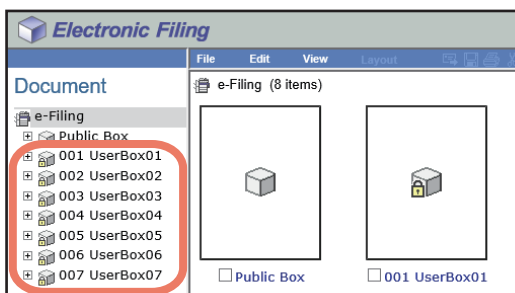 Electronic Filing
File Edit View Layout
Document
e-Filing (8 items)
e-Filing
Public Box
001 UserBox01
002 UserBox02
003 UserBox03
004 UserBox04
005 UserBox05
006 UserBox06
007 UserBox07
Public Box 001 UserBox01